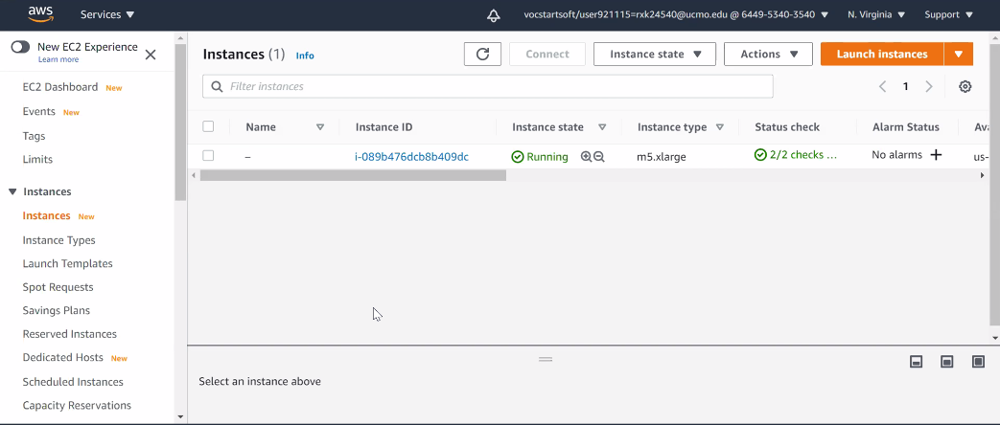 aws Services vocstartsoft/user921115=rxk24540@ucmo.edu @ 6449-5340-3540 N. Virginia Support
New EC2 Experience
Learn more
EC2 Dashboard New
Events New
Tags
Limits
Instances
Instances New
Instance Types
Launch Templates
Spot Requests
Savings Plans
Reserved Instances
Dedicated Hosts New
Scheduled Instances
Capacity Reservations
Instances (1) Info Connect Instance state Actions Launch instances
Filter instances 1
Name Instance ID Instance state Instance type Status check Alarm Status Ava
– i-089b476dcb8b409dc Running m5.xlarge 2/2 checks ... No alarms + us-
Select an instance above